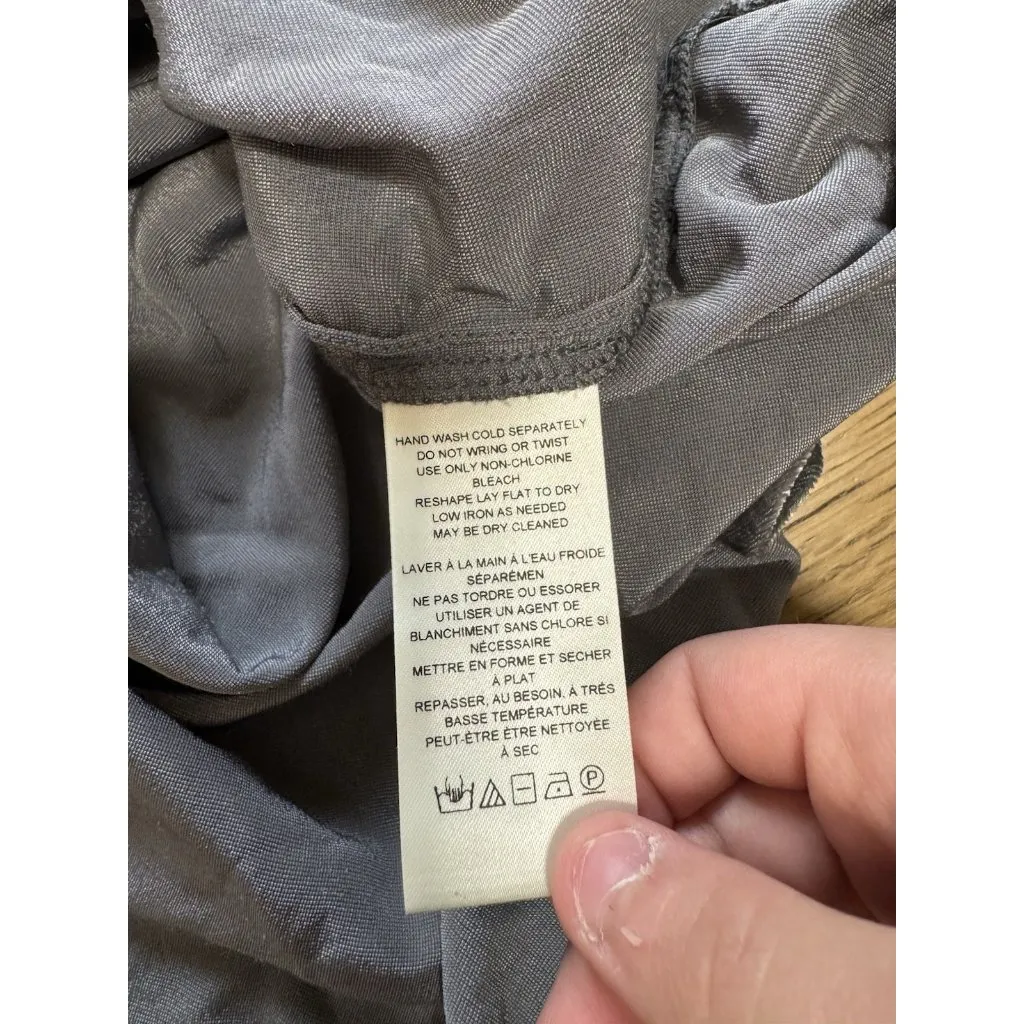 HAND WASH COLD SEPARATELY
DO NOT WRING OR TWIST
USE ONLY NON-CHLORINE
BLEACH
RESHAPE LAY FLAT TO DRY
LOW IRON AS NEEDED
MAY BE DRY CLEANED
LAVER À LA MAIN À L'EAU FROIDE
SÉPARÉMEN
NE PAS TORDRE OU ESSORER
UTILISER UN AGENT DE
BLANCHIMENT SANS CHLORE SI
NÉCESSAIRE
METTRE EN FORME ET SECHER
À PLAT
REPASSER, AU BESOIN. À TRÉS
BASSE TEMPÉRATURE
PEUT-ÊTRE ÊTRE NETTOYÉE
À SEC
P